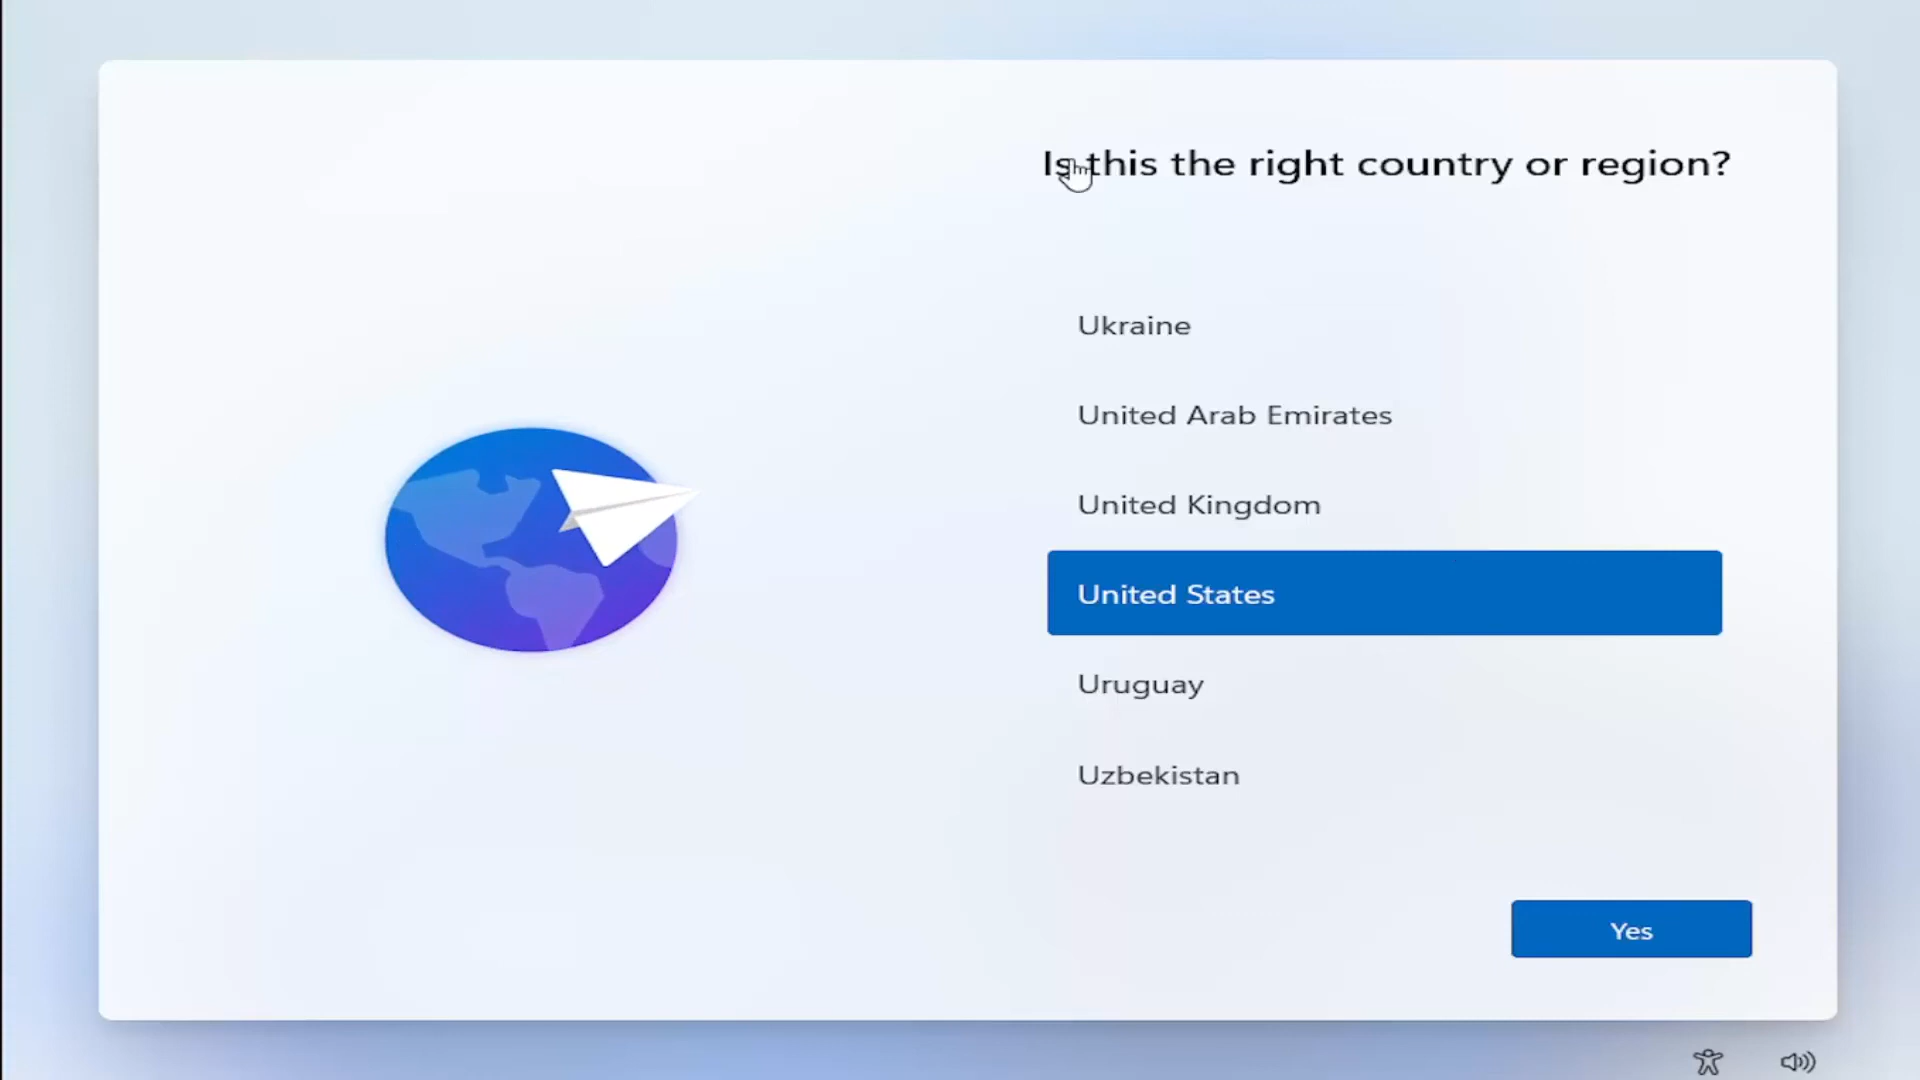 Is this the right country or region?
Ukraine
United Arab Emirates
United Kingdom
United States
Uruguay
Uzbekistan
Yes